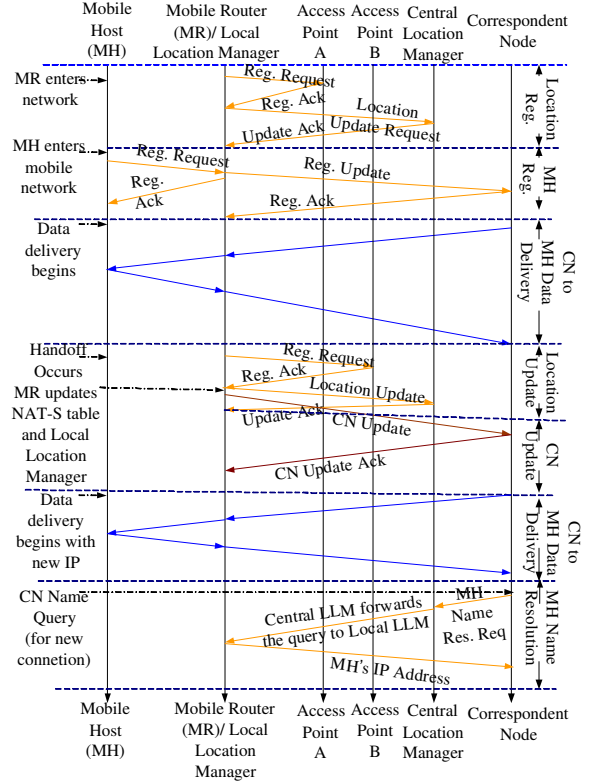 Mobile
Host
(MH)
Mobile Router
(MR)/ Local
Location Manager
Access
Point
A
Access
Point
B
Central
Location
Manager
Correspondent
Node
MR enters
network
Reg. Request
Reg. Ack
Location
Update Request
Update Ack
Location
Reg.
MH enters
mobile
network
Reg. Request
Reg.
Ack
Reg. Update
Reg. Ack
MH
Reg.
Data
delivery
begins
CN to
MH Data
Delivery
Handoff
Occurs
MR updates
NAT-S table
and Local
Location
Manager
Reg. Request
Reg. Ack
Location Update
Update Ack
CN Update
CN Update Ack
Location
Update
CN
Update
Data
delivery
begins with
new IP
CN to
MH Data
Delivery
CN Name
Query
(for new
connetion)
MH
Name
Res. Req
Central LLM forwards
the query to Local LLM
MH's IP Address
MH Name
Resolution
Mobile
Host
(MH)
Mobile Router
(MR)/ Local
Location
Manager
Access
Point
A
Access
Point
B
Central
Location
Manager
Correspondent
Node